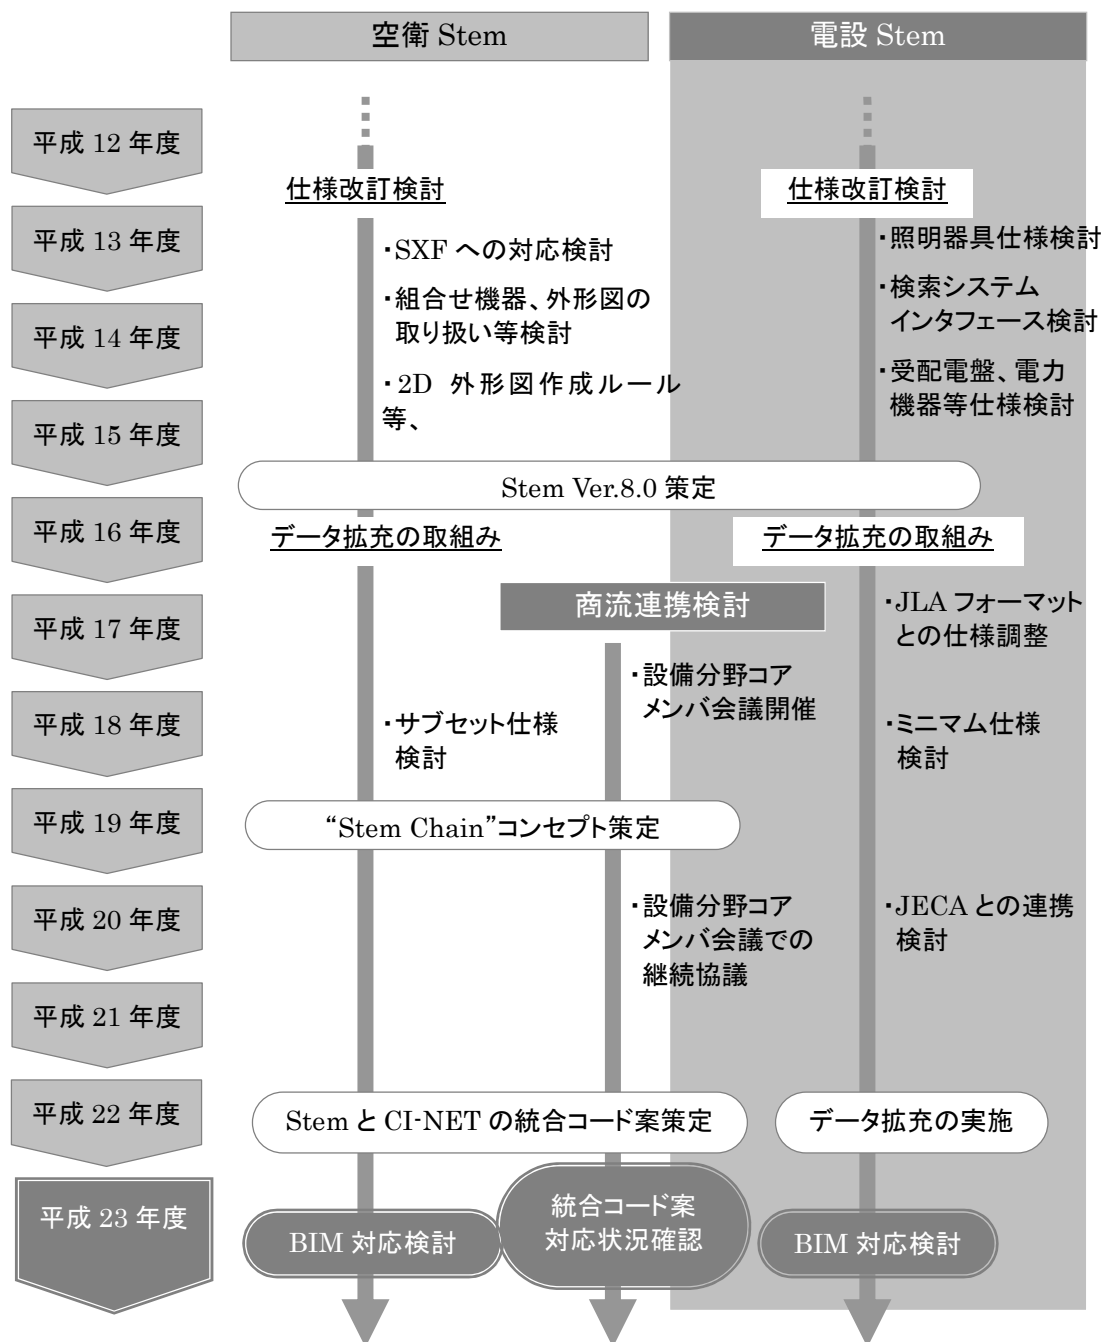 空衛 Stem
電設 Stem
平成 12 年度
仕様改訂検討
仕様改訂検討
平成 13 年度
・SXF への対応検討
・照明器具仕様検討
・組合せ機器、外形図の
取り扱い等検討
・検索システム
インタフェース検討
平成 14 年度
・2D 外形図作成ルール
等、
・受配電盤、電力
機器等仕様検討
平成 15 年度
Stem Ver.8.0 策定
平成 16 年度
データ拡充の取組み
データ拡充の取組み
商流連携検討
平成 17 年度
・JLA フォーマット
との仕様調整
・設備分野コア
メンバ会議開催
平成 18 年度
・サブセット仕様
検討
・ミニマム仕様
検討
平成 19 年度
“Stem Chain”コンセプト策定
平成 20 年度
・設備分野コア
メンバ会議での
継続協議
・JECA との連携
検討
平成 21 年度
平成 22 年度
Stem と CI-NET の統合コード案策定
データ拡充の実施
平成 23 年度
BIM 対応検討
統合コード案
対応状況確認
BIM 対応検討